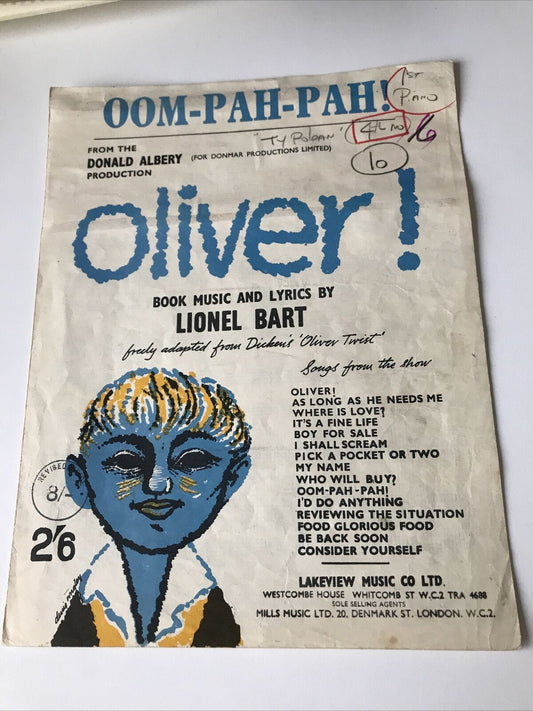 OOM-PAH-PAH!
1ST
PIANO
FROM THE
DONALD ALBERY (FOR DONMAR PRODUCTIONS LIMITED)
PRODUCTION
10
oliver!
BOOK MUSIC AND LYRICS BY
LIONEL BART
freely adapted from Dicken's 'Oliver Twist'
Songs from the show
OLIVER!
AS LONG AS HE NEEDS ME
WHERE IS LOVE?
IT'S A FINE LIFE
BOY FOR SALE
I SHALL SCREAM
PICK A POCKET OR TWO
MY NAME
WHO WILL BUY?
OOM-PAH-PAH!
I'D DO ANYTHING
REVIEWING THE SITUATION
FOOD GLORIOUS FOOD
BE BACK SOON
CONSIDER YOURSELF
REVISED
8/-
2'6
LAKEVIEW MUSIC CO LTD.
WESTCOMBE HOUSE WHITCOMB ST W.C.2 TRA 4688
SOLE SELLING AGENTS
MILLS MUSIC LTD. 20, DENMARK ST. LONDON. W.C.2.